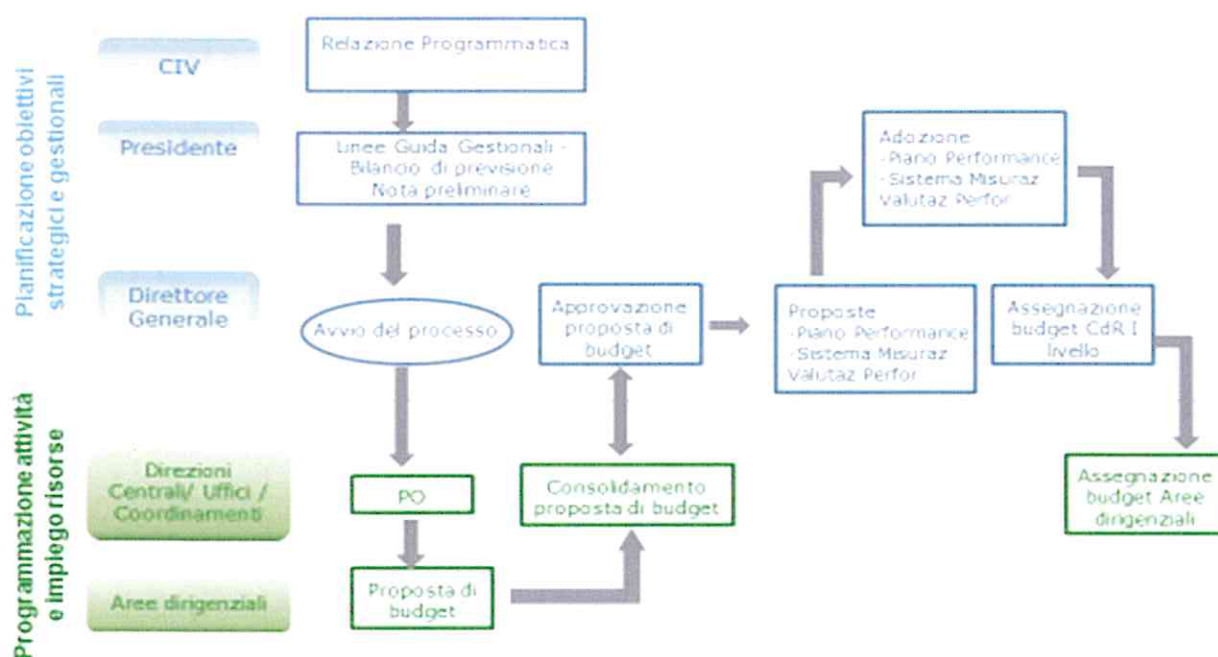 Pianificazione obiettivi
strategici e gestionali
CIV
Relazione Programmatica
Presidente
Linee Guida Gestionali -
Bilancio di previsione
Nota preliminare
Adozione
-Piano Performance
-Sistema Misuraz
Valutaz Perfor.
Direttore
Generale
Avvio del processo
Approvazione
proposta di
budget
Proposte
-Piano Performance
-Sistema Misuraz
Valutaz Perfor.
Assegnazione
budget CdR I
livello
Programmazione attività
e impiego risorse
Direzioni
Centrali/ Uffici /
Coordinamenti
PO
Consolidamento
proposta di budget
Assegnazione
budget Aree
dirigenziali
Aree dirigenziali
Proposta di
budget